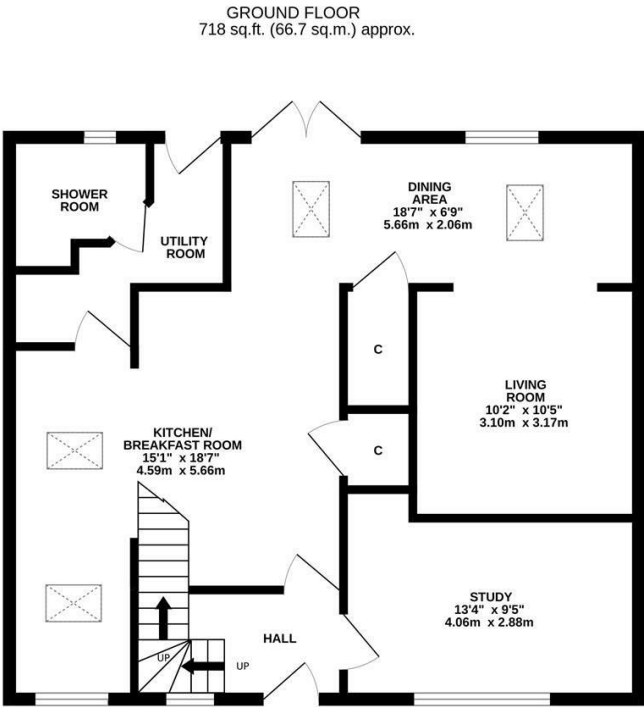 GROUND FLOOR
718 sq.ft. (66.7 sq.m.) approx.
SHOWER
ROOM
UTILITY
ROOM
DINING
AREA
18'7" x 6'9"
5.66m x 2.06m
C
LIVING
ROOM
10'2" x 10'5"
3.10m x 3.17m
KITCHEN/
BREAKFAST ROOM
15'1" x 18'7"
4.59m x 5.66m
C
STUDY
13'4" x 9'5"
4.06m x 2.88m
HALL
UP
UP